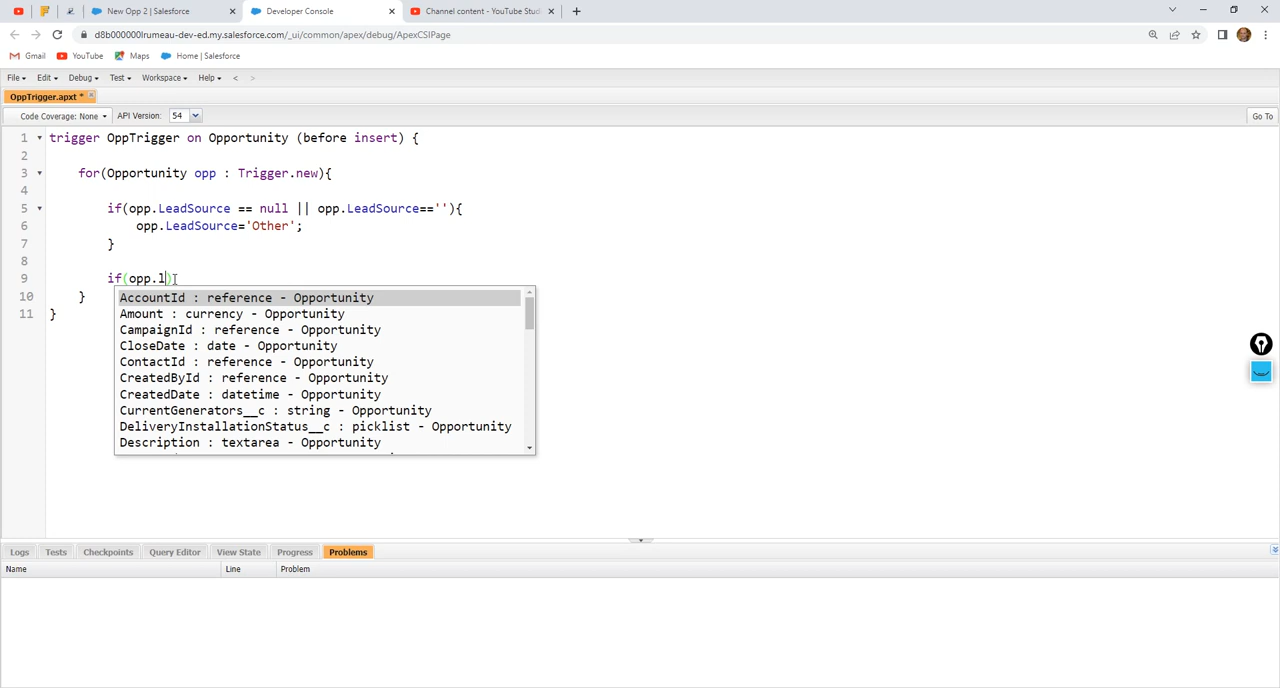 New Opp 2 | Salesforce
Developer Console
Channel content - YouTube Stud
d8b000000lrumeau-dev-ed.my.salesforce.com/_ui/common/apex/debug/ApexCSIPage
Gmail YouTube Maps Home | Salesforce
File Edit Debug Test Workspace Help < >
OppTrigger.apxt *
Code Coverage: None API Version: 54 Go To
1 trigger OppTrigger on Opportunity (before insert) {
2
3 for(Opportunity opp : Trigger.new){
4
5 if(opp.LeadSource == null || opp.LeadSource==''){
6 opp.LeadSource='Other';
7 }
8
9 if(opp.l)
10 }
11 }
AccountId : reference - Opportunity
Amount : currency - Opportunity
CampaignId : reference - Opportunity
CloseDate : date - Opportunity
ContactId : reference - Opportunity
CreatedById : reference - Opportunity
CreatedDate : datetime - Opportunity
CurrentGenerators__c : string - Opportunity
DeliveryInstallationStatus__c : picklist - Opportunity
Description : textarea - Opportunity
Logs Tests Checkpoints Query Editor View State Progress Problems
Name Line Problem